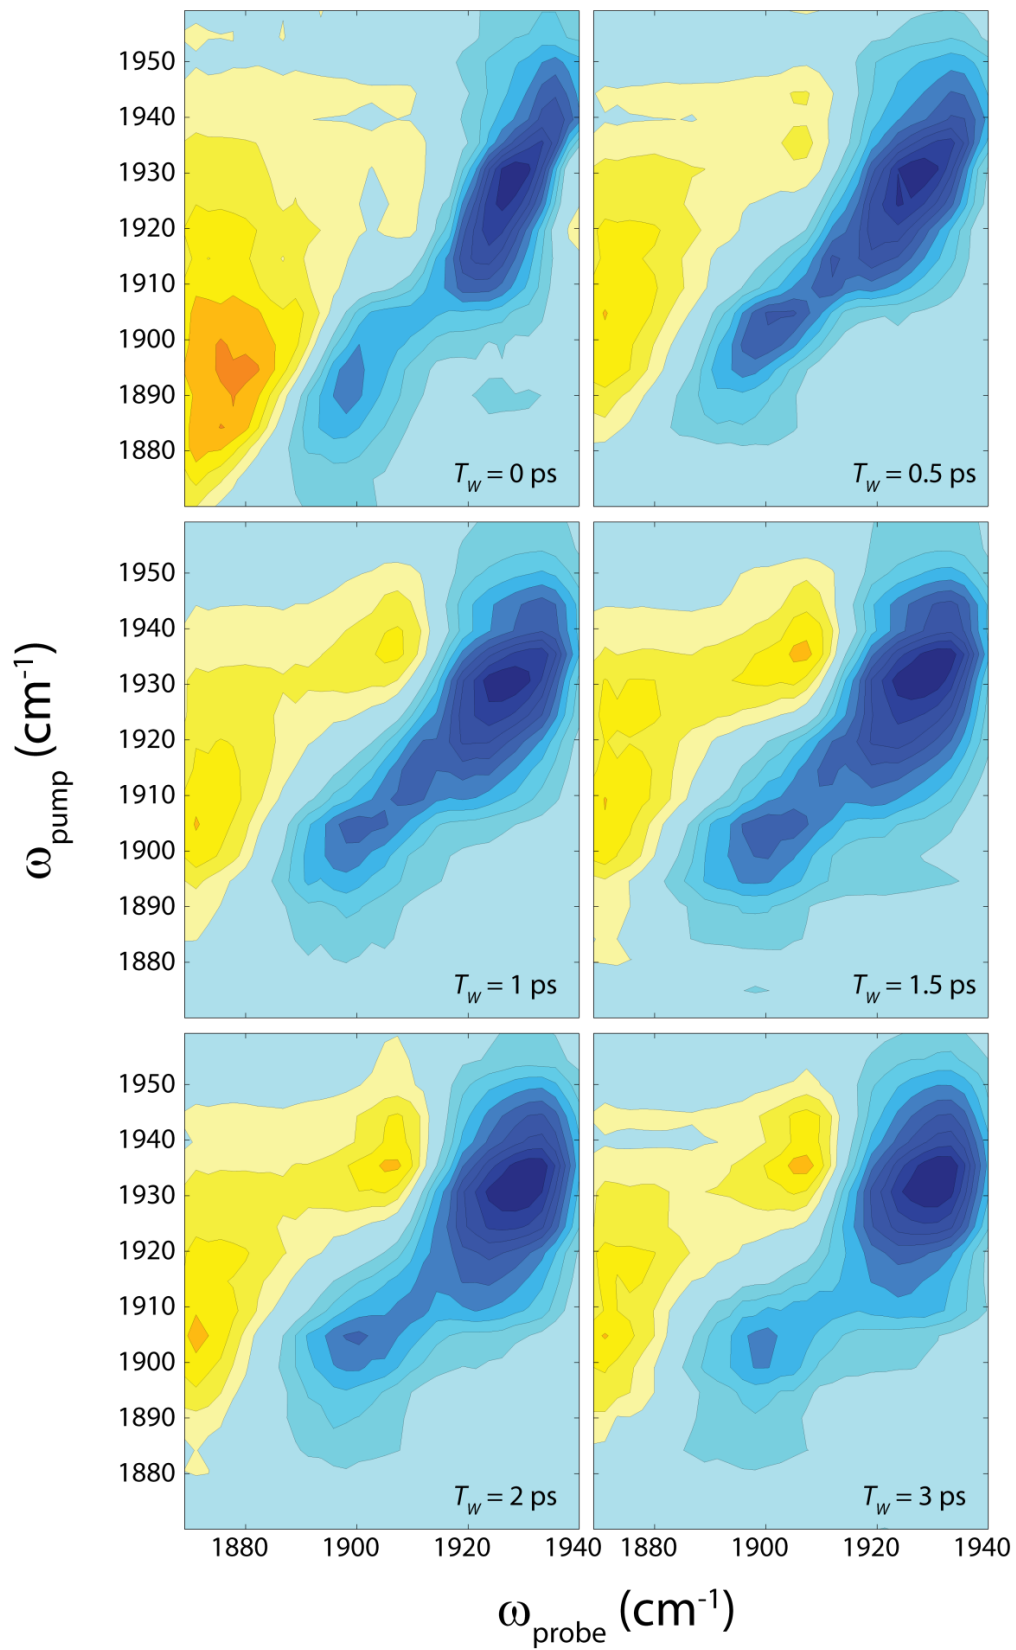 1950
1940
1930
1920
1910
1900
1890
1880
T_W = 0 ps
T_W = 0.5 ps
1950
1940
1930
1920
1910
1900
1890
1880
T_W = 1 ps
T_W = 1.5 ps
ω_pump (cm⁻¹)
1950
1940
1930
1920
1910
1900
1890
1880
T_W = 2 ps
T_W = 3 ps
1880 1900 1920 1940 1880 1900 1920 1940
ω_probe (cm⁻¹)